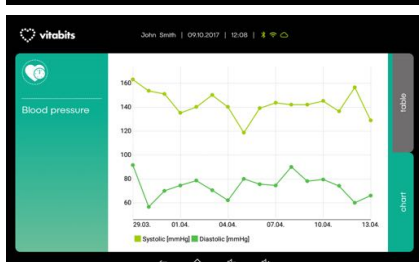 vitabits
John Smith | 09.10.2017 | 12:08 |
Blood pressure
160
140
120
100
80
60
29.03. 01.04. 04.04. 07.04. 10.04. 13.04.
Systolic [mmHg] Diastolic [mmHg]
table
chart